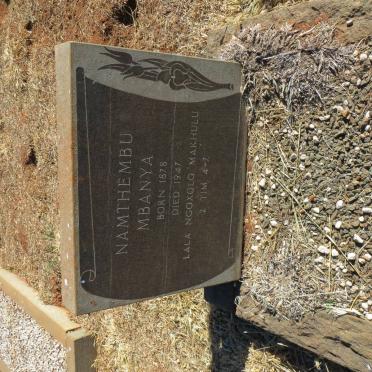 NAMTHEMBU
MBANYA
BORN 1878
DIED 1947
LALA NGOXOLO MAKHULU
2 TIM 4-7